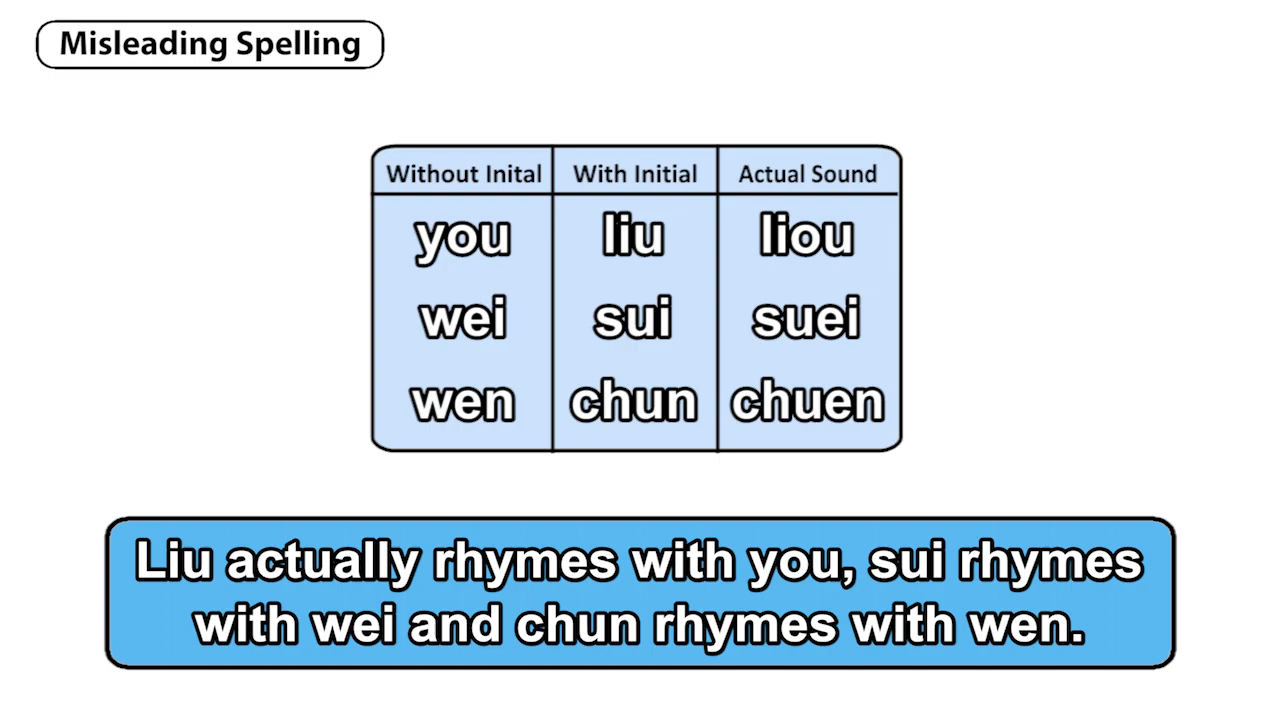 Misleading Spelling
Without Inital With Initial Actual Sound
you liu liou
wei sui suei
wen chun chuen
Liu actually rhymes with you, sui rhymes
with wei and chun rhymes with wen.